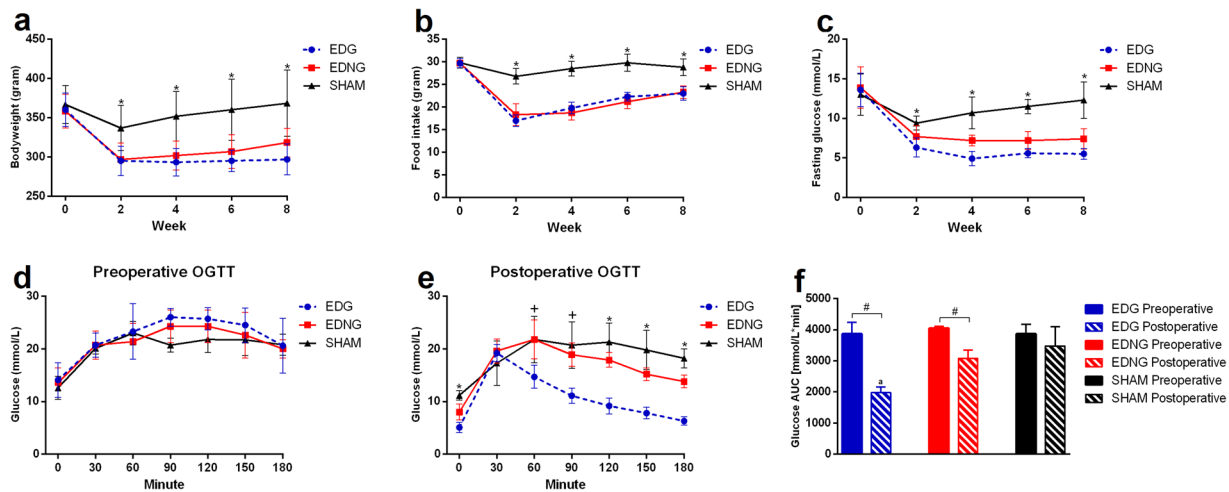 a
Bodyweight (gram)
450
400
350
300
250
0
2
4
6
8
Week
*
*
*
*
EDG
EDNG
SHAM
b
Food intake (gram)
35
30
25
20
15
10
5
0
0
2
4
6
8
Week
*
*
*
*
EDG
EDNG
SHAM
c
Fasting glucose (mmol/L)
20
15
10
5
0
0
2
4
6
8
Week
*
*
*
*
EDG
EDNG
SHAM
d
Preoperative OGTT
Glucose (mmol/L)
30
20
10
0
0
30
60
90
120
150
180
Minute
EDG
EDNG
SHAM
e
Postoperative OGTT
Glucose (mmol/L)
30
20
10
0
0
30
60
90
120
150
180
Minute
*
+
+
*
*
*
EDG
EDNG
SHAM
f
Glucose AUC [mmol/L*min]
5000
4000
3000
2000
1000
0
#
#
a
EDG Preoperative
EDG Postoperative
EDNG Preoperative
EDNG Postoperative
SHAM Preoperative
SHAM Postoperative